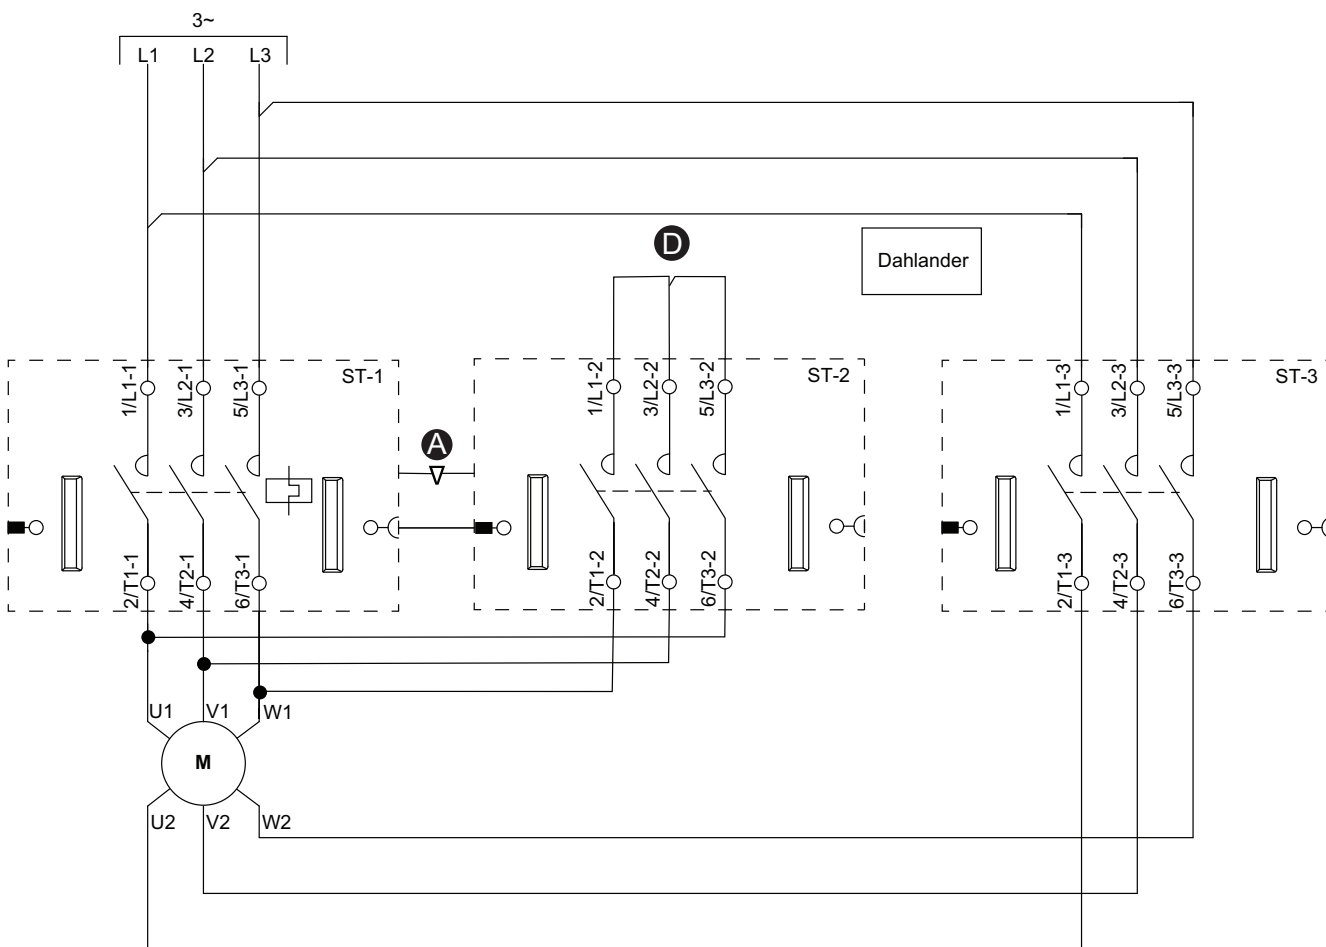 3~
L1 L2 L3
D
Dahlander
ST-1
ST-2
ST-3
1/L1-1 3/L2-1 5/L3-1
1/L1-2 3/L2-2 5/L3-2
1/L1-3 3/L2-3 5/L3-3
A
2/T1-1 4/T2-1 6/T3-1
2/T1-2 4/T2-2 6/T3-2
2/T1-3 4/T2-3 6/T3-3
U1 V1 W1
M
U2 V2 W2